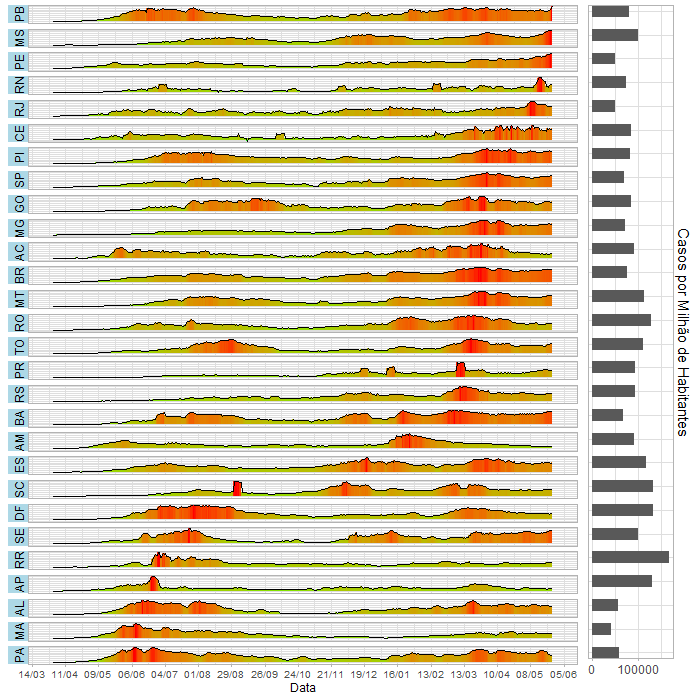 PB
MS
PE
RN
RJ
CE
PI
SP
GO
MG
AC
BR
MT
RO
TO
PR
RS
BA
AM
ES
SC
DF
SE
RR
AP
AL
MA
PA
14/03 11/04 09/05 06/06 04/07 01/08 29/08 26/09 24/10 21/11 19/12 16/01 13/02 13/03 10/04 08/05 05/06
Data
0 100000
Casos por Milhão de Habitantes